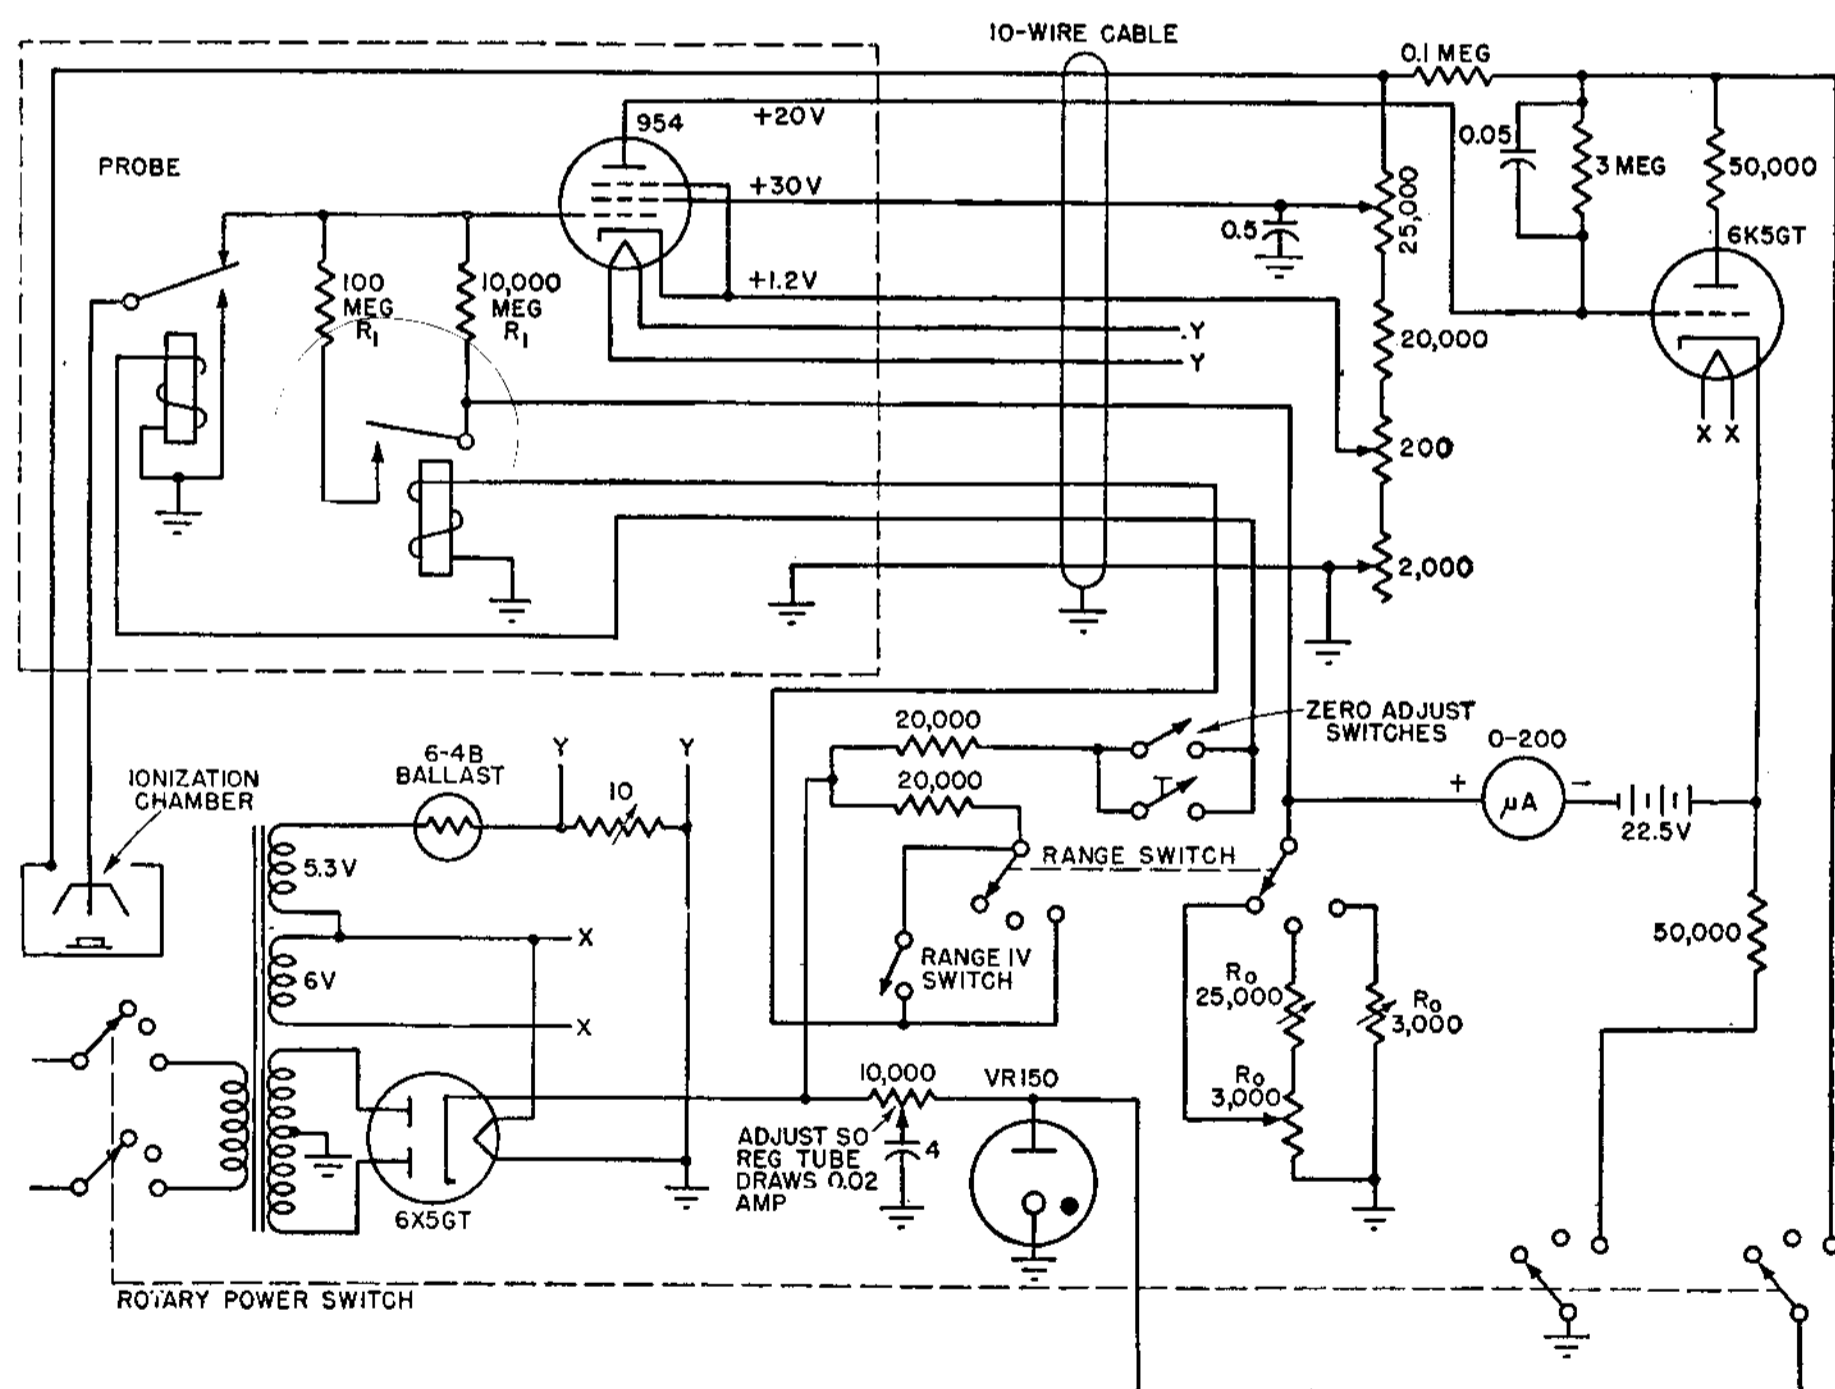 10-WIRE CABLE
0.1 MEG
+20V
954
0.05
PROBE
3 MEG
50,000
+30V
25,000
0.5
6K5GT
100
MEG
R1
10,000
MEG
R1
+1.2V
Y
Y
20,000
X X
200
2,000
ZERO ADJUST
SWITCHES
20,000
0-200
6-4B
BALLAST
Y
Y
IONIZATION
CHAMBER
10
20,000
T
+
μA
−
22.5V
5.3V
RANGE SWITCH
X
RANGE IV
SWITCH
50,000
6V
R0
25,000
R0
3,000
X
10,000
VR150
R0
3,000
ADJUST SO
REG TUBE
DRAWS 0.02
AMP
4
6X5GT
ROTARY POWER SWITCH